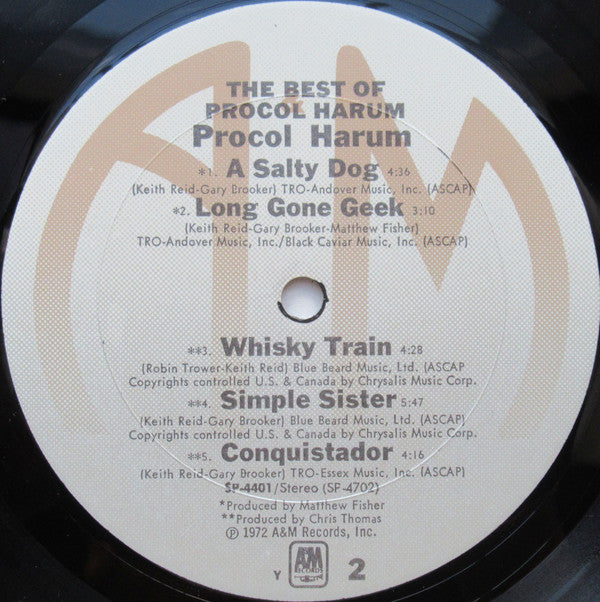 THE BEST OF
PROCOL HARUM
Procol Harum
*1. A Salty Dog 4:36
(Keith Reid-Gary Brooker) TRO-Andover Music, Inc. (ASCAP)
*2. Long Gone Geek 3:10
(Keith Reid-Gary Brooker-Matthew Fisher)
TRO-Andover Music, Inc./Black Caviar Music, Inc. (ASCAP)
**3. Whisky Train 4:28
(Robin Trower-Keith Reid) Blue Beard Music, Ltd. (ASCAP
Copyrights controlled U.S. & Canada by Chrysalis Music Corp.
**4. Simple Sister 5:47
(Keith Reid-Gary Brooker) Blue Beard Music, Ltd. (ASCAP)
Copyrights controlled U.S. & Canada by Chrysalis Music Corp.
**5. Conquistador 4:16
(Keith Reid-Gary Brooker) TRO-Essex Music, Inc. (ASCAP)
SP-4401/Stereo (SP-4702)
*Produced by Matthew Fisher
**Produced by Chris Thomas
℗ 1972 A&M Records, Inc.
Y A&M RECORDS 2